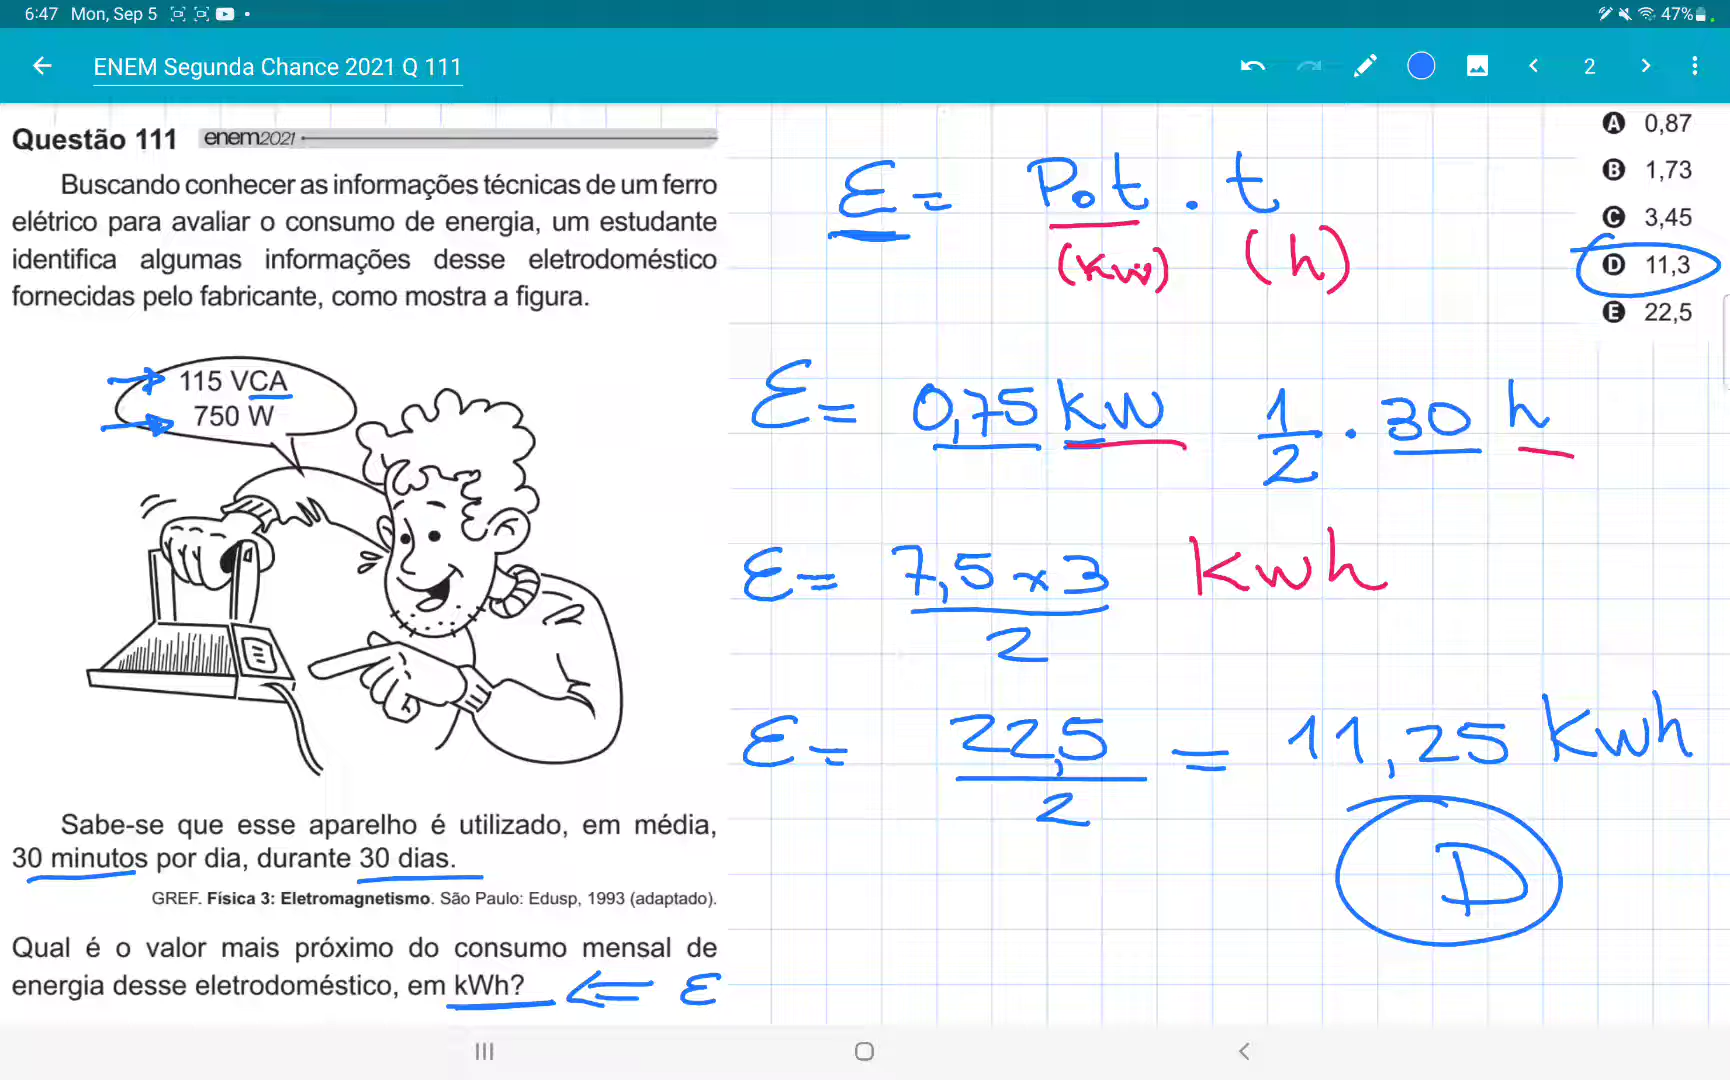 6:47 Mon, Sep 5
47%
ENEM Segunda Chance 2021 Q 111
2
Questão 111 enem2021
Buscando conhecer as informações técnicas de um ferro
elétrico para avaliar o consumo de energia, um estudante
identifica algumas informações desse eletrodoméstico
fornecidas pelo fabricante, como mostra a figura.
115 VCA
750 W
Sabe-se que esse aparelho é utilizado, em média,
30 minutos por dia, durante 30 dias.
GREF. Física 3: Eletromagnetismo. São Paulo: Edusp, 1993 (adaptado).
Qual é o valor mais próximo do consumo mensal de
energia desse eletrodoméstico, em kWh? ⇐ ε
A 0,87
B 1,73
C 3,45
D 11,3
E 22,5
ε = Pot . t
(kw) (h)
ε = 0,75 kw 1/2 . 30 h
ε = 7,5 x 3 / 2 kwh
ε = 22,5 / 2 = 11,25 kwh
D